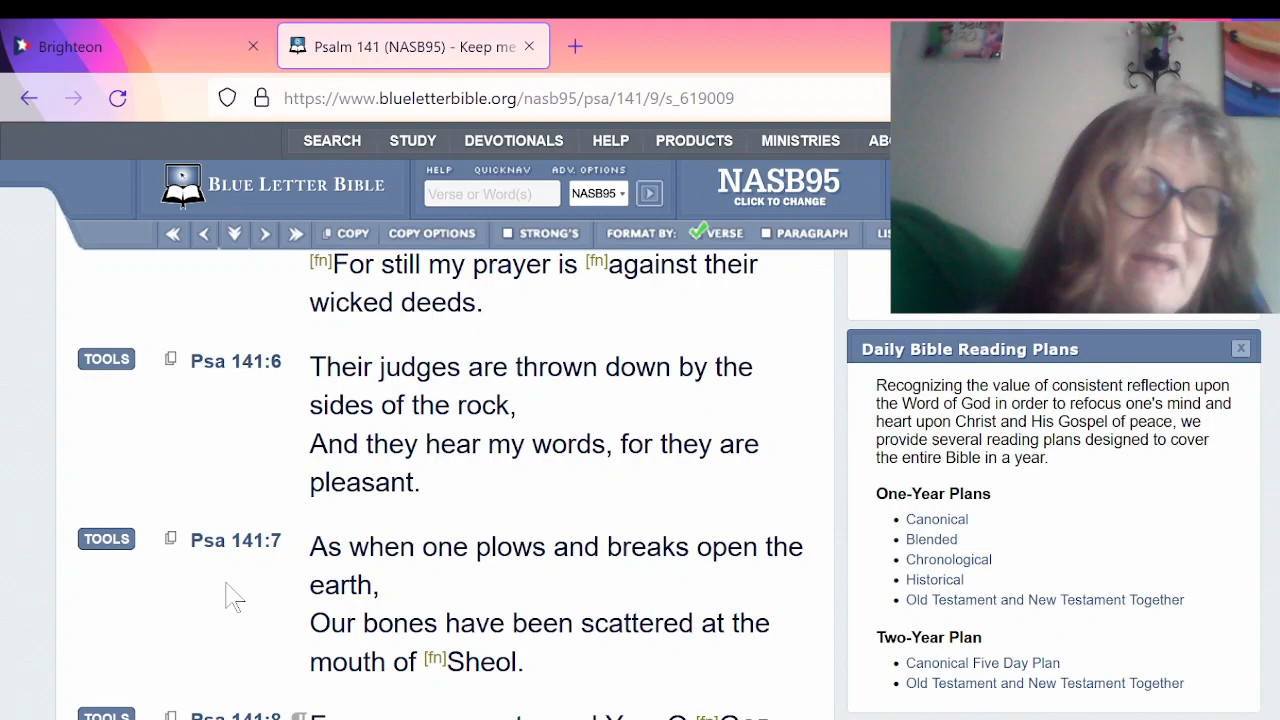 Brighteon
Psalm 141 (NASB95) - Keep me
https://www.blueletterbible.org/nasb95/psa/141/9/s_619009
SEARCH STUDY DEVOTIONALS HELP PRODUCTS MINISTRIES AB
BLUE LETTER BIBLE
HELP QUICKNAV ADV. OPTIONS
Verse or Word(s) NASB95
NASB95
CLICK TO CHANGE
COPY COPY OPTIONS STRONG'S FORMAT BY: VERSE PARAGRAPH LI
[fn]For still my prayer is [fn]against their
wicked deeds.
TOOLS Psa 141:6 Their judges are thrown down by the
sides of the rock,
And they hear my words, for they are
pleasant.
TOOLS Psa 141:7 As when one plows and breaks open the
earth,
Our bones have been scattered at the
mouth of [fn]Sheol.
TOOLS Psa 141:8
Daily Bible Reading Plans
Recognizing the value of consistent reflection upon
the Word of God in order to refocus one's mind and
heart upon Christ and His Gospel of peace, we
provide several reading plans designed to cover
the entire Bible in a year.
One-Year Plans
Canonical
Blended
Chronological
Historical
Old Testament and New Testament Together
Two-Year Plan
Canonical Five Day Plan
Old Testament and New Testament Together